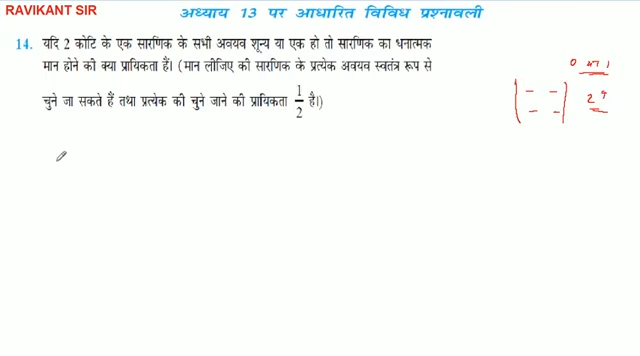 RAVIKANT SIR
अध्याय 13 पर आधारित विविध प्रश्नावली
14. यदि 2 कोटि के एक सारणिक के सभी अवयव शून्य या एक हो तो सारणिक का धनात्मक
मान होने की क्या प्रायिकता हैं। ( मान लीजिए की सारणिक के प्रत्येक अवयव स्वतंत्र रूप से
चुने जा सकते हैं तथा प्रत्येक की चुने जाने की प्रायिकता 1/2 है।)
0 या 1
2⁴